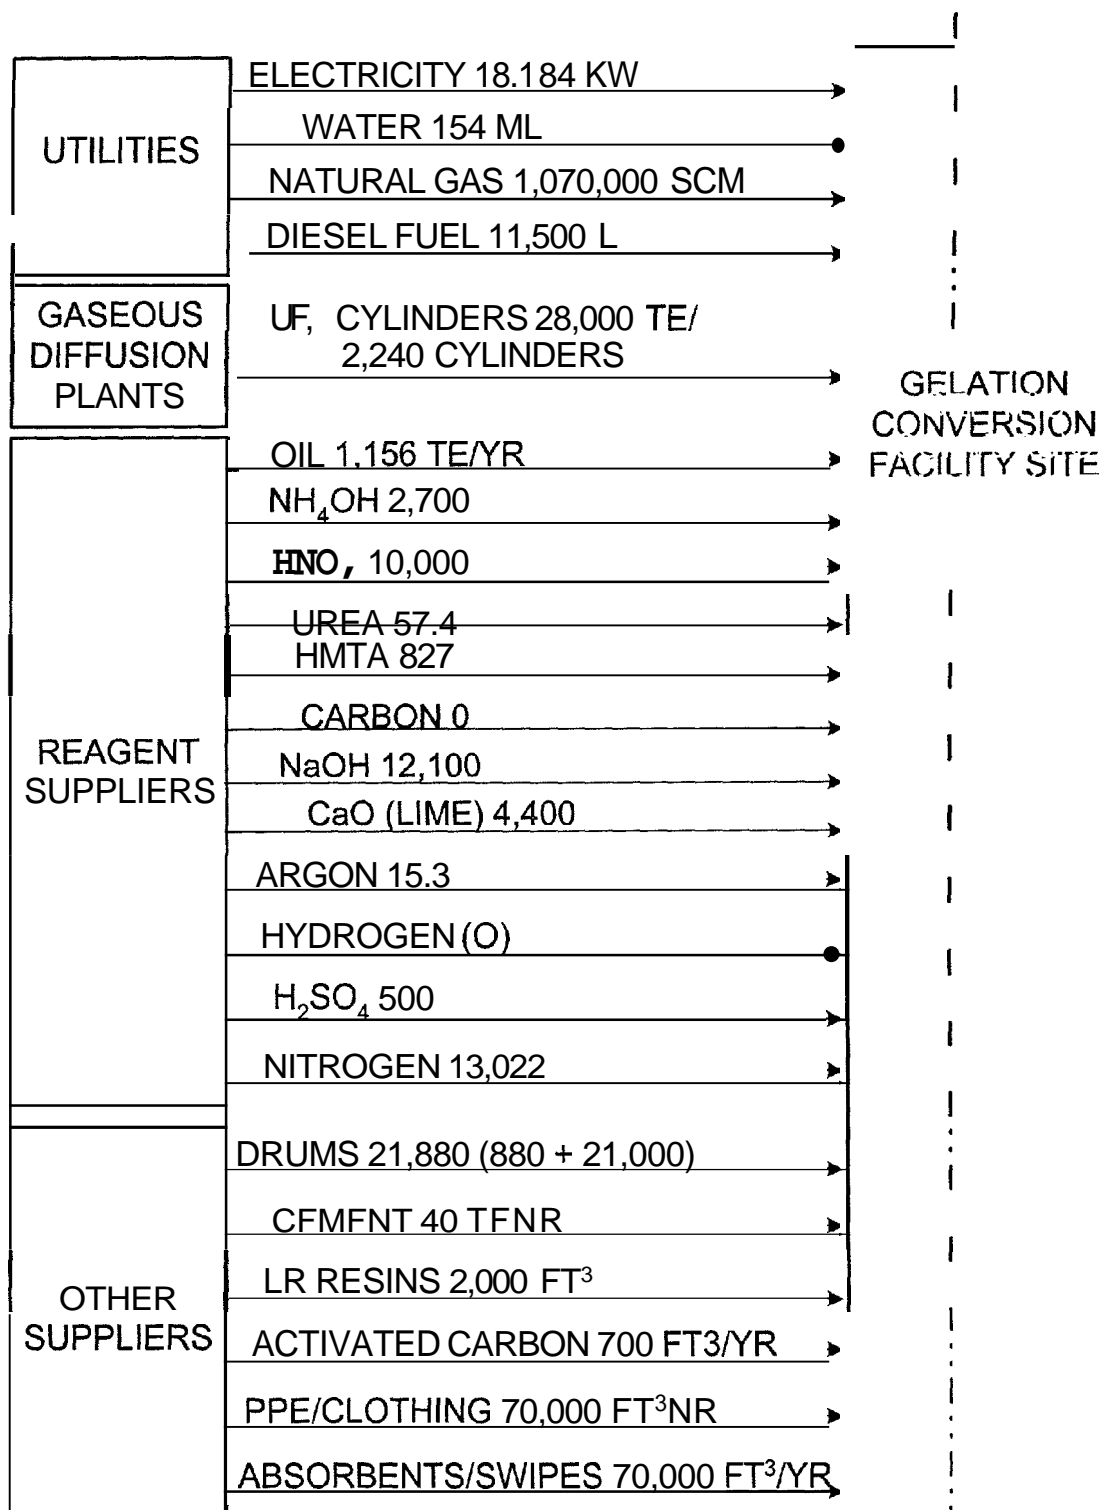 UTILITIES
ELECTRICITY 18.184 KW
WATER 154 ML
NATURAL GAS 1,070,000 SCM
DIESEL FUEL 11,500 L
GASEOUS
DIFFUSION
PLANTS
UF, CYLINDERS 28,000 TE/
2,240 CYLINDERS
GELATION
CONVERSION
FACILITY SITE
REAGENT
SUPPLIERS
OIL 1,156 TE/YR
NH₄OH 2,700
HNO, 10,000
UREA 57.4
HMTA 827
CARBON 0
NaOH 12,100
CaO (LIME) 4,400
ARGON 15.3
HYDROGEN (O)
H₂SO₄ 500
NITROGEN 13,022
OTHER
SUPPLIERS
DRUMS 21,880 (880 + 21,000)
CFMFNT 40 TFNR
LR RESINS 2,000 FT³
ACTIVATED CARBON 700 FT3/YR
PPE/CLOTHING 70,000 FT³NR
ABSORBENTS/SWIPES 70,000 FT³/YR